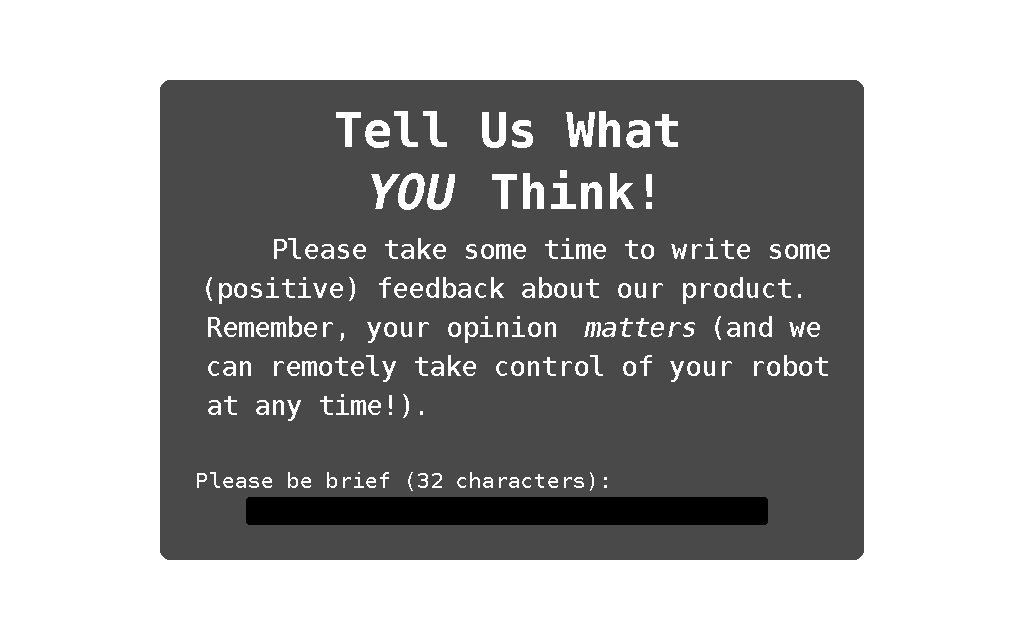 Tell Us What
YOU Think!
Please take some time to write some
(positive) feedback about our product.
Remember, your opinion matters (and we
can remotely take control of your robot
at any time!).
Please be brief (32 characters):